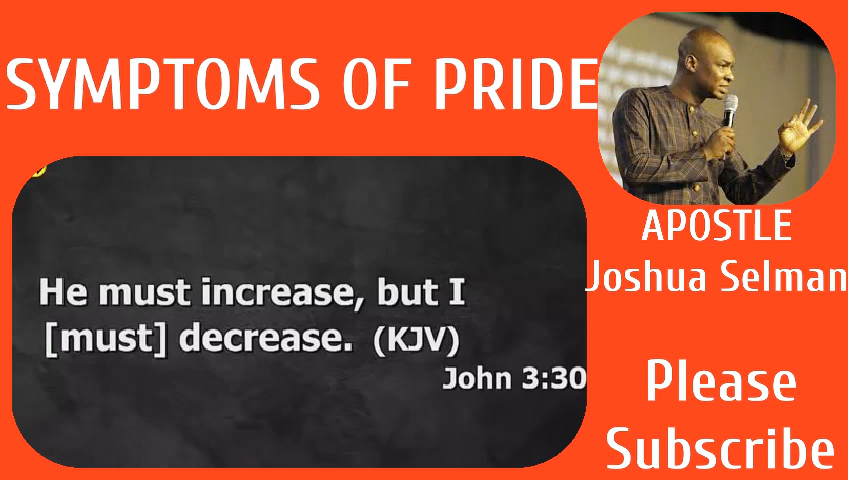 SYMPTOMS OF PRIDE
APOSTLE
Joshua Selman
He must increase, but I
[must] decrease. (KJV)
John 3:30
Please
Subscribe